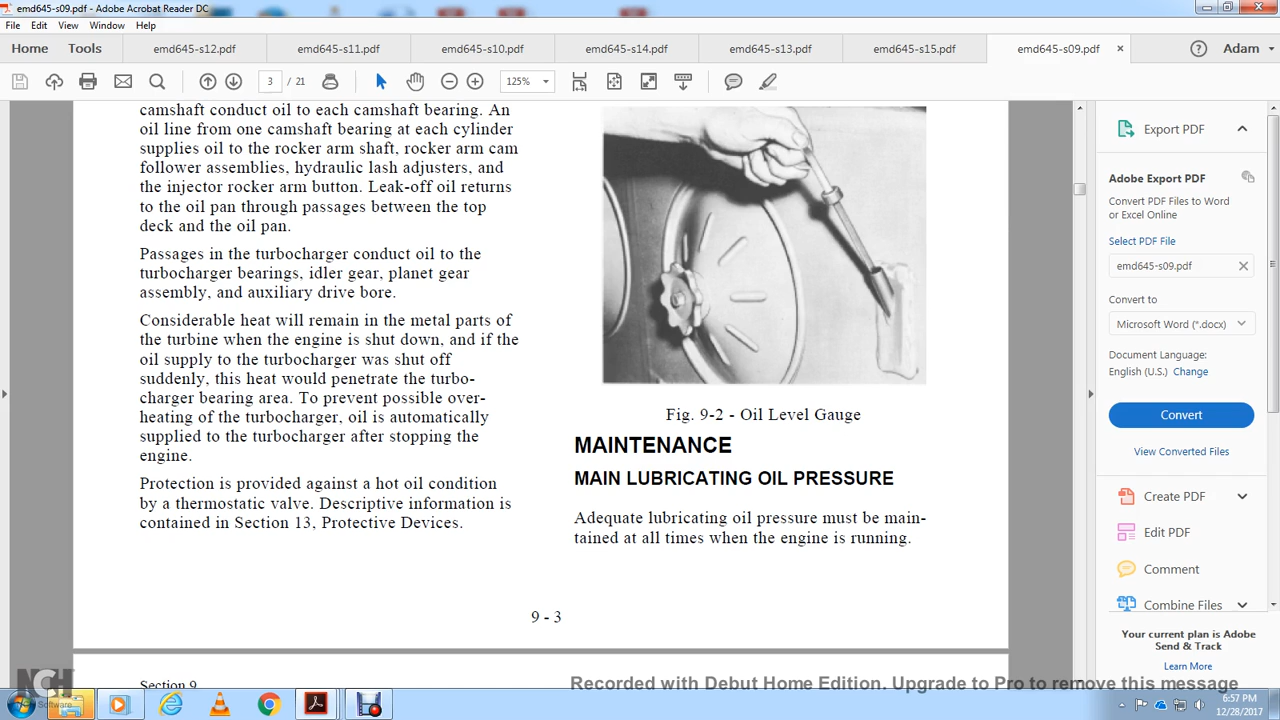 emd645-s09.pdf - Adobe Acrobat Reader DC
File Edit View Window Help
Home Tools emd645-s12.pdf emd645-s11.pdf emd645-s10.pdf emd645-s14.pdf emd645-s13.pdf emd645-s15.pdf emd645-s09.pdf × Adam
3 / 21 125%
camshaft conduct oil to each camshaft bearing. An
oil line from one camshaft bearing at each cylinder
supplies oil to the rocker arm shaft, rocker arm cam
follower assemblies, hydraulic lash adjusters, and
the injector rocker arm button. Leak-off oil returns
to the oil pan through passages between the top
deck and the oil pan.
Passages in the turbocharger conduct oil to the
turbocharger bearings, idler gear, planet gear
assembly, and auxiliary drive bore.
Considerable heat will remain in the metal parts of
the turbine when the engine is shut down, and if the
oil supply to the turbocharger was shut off
suddenly, this heat would penetrate the turbo-
charger bearing area. To prevent possible over-
heating of the turbocharger, oil is automatically
supplied to the turbocharger after stopping the
engine.
Protection is provided against a hot oil condition
by a thermostatic valve. Descriptive information is
contained in Section 13, Protective Devices.
Fig. 9-2 - Oil Level Gauge
MAINTENANCE
MAIN LUBRICATING OIL PRESSURE
Adequate lubricating oil pressure must be main-
tained at all times when the engine is running.
9 - 3
Section 9
Export PDF
Adobe Export PDF
Convert PDF Files to Word
or Excel Online
Select PDF File
emd645-s09.pdf
Convert to
Microsoft Word (*.docx)
Document Language:
English (U.S.) Change
Convert
View Converted Files
Create PDF
Edit PDF
Comment
Combine Files
Your current plan is Adobe
Send & Track
Learn More
NCH
Software
Recorded with Debut Home Edition. Upgrade to Pro to remove this message
6:57 PM
12/28/2017